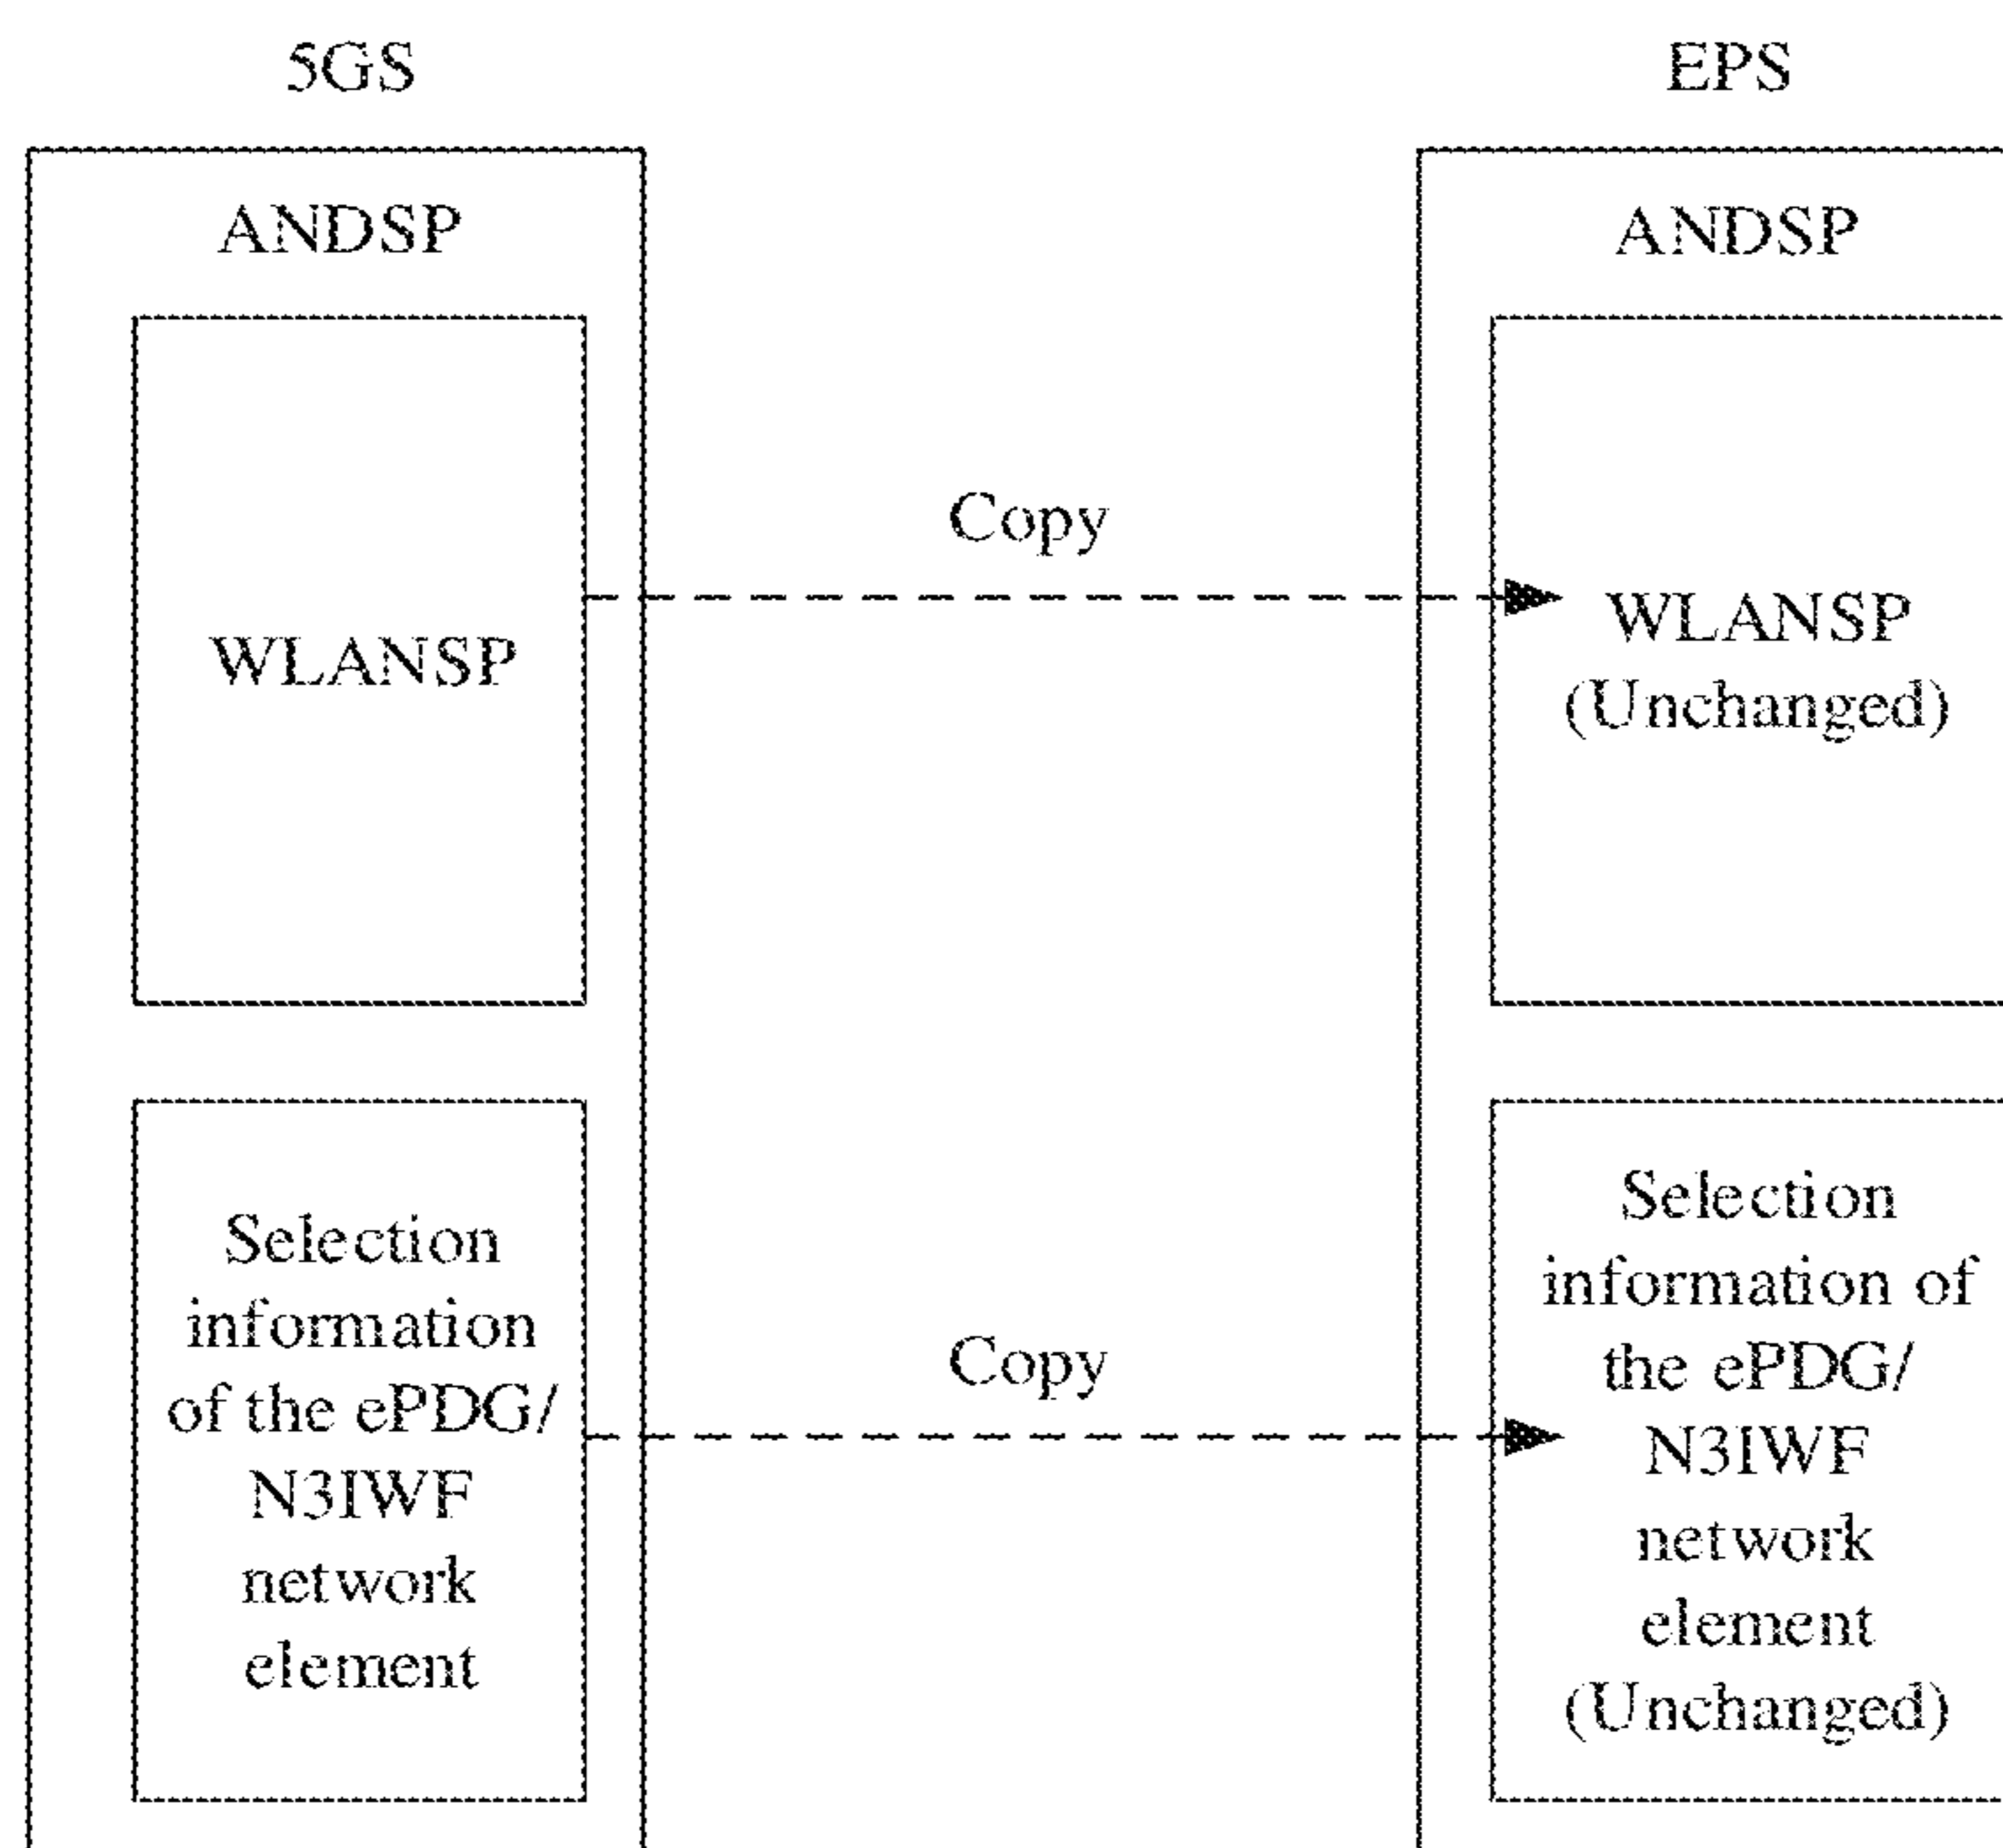 5GS
EPS
ANDSP
ANDSP
WLANSP
Copy
WLANSP
(Unchanged)
Selection
information
of the ePDG/
N3IWF
network
element
Copy
Selection
information of
the ePDG/
N3IWF
network
element
(Unchanged)